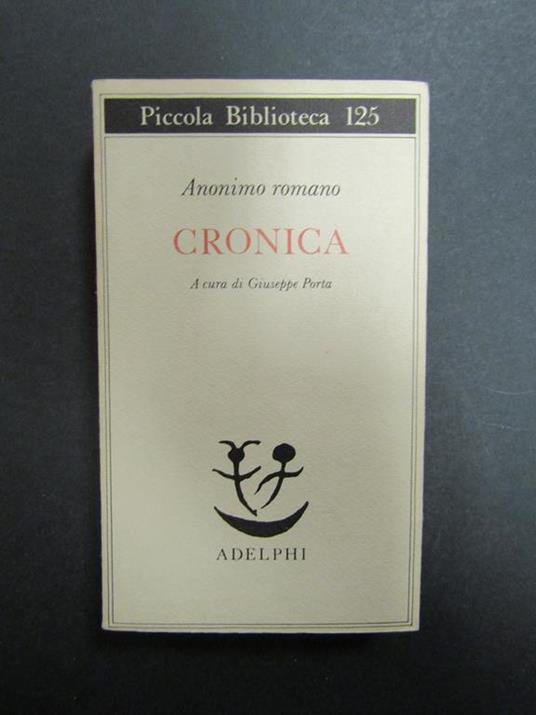 Piccola Biblioteca 125
Anonimo romano
CRONICA
A cura di Giuseppe Porta
ADELPHI